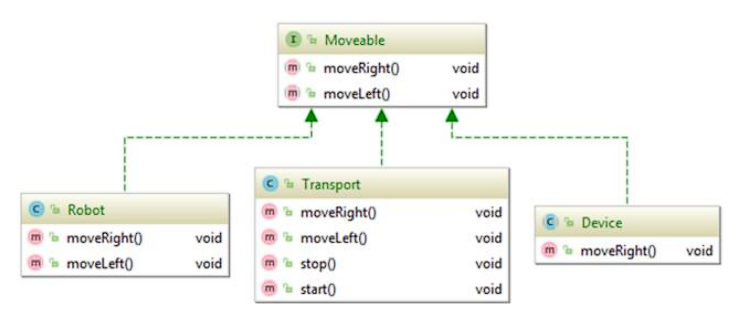 I Moveable
m moveRight() void
m moveLeft() void
C Robot
m moveRight() void
m moveLeft() void
C Transport
m moveRight() void
m moveLeft() void
m stop() void
m start() void
C Device
m moveRight() void